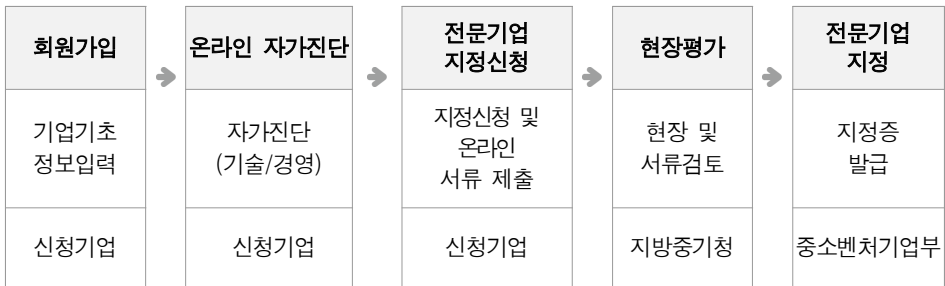 회원가입
온라인 자가진단
전문기업
지정신청
현장평가
전문기업
지정
기업기초
정보입력
자가진단
(기술/경영)
지정신청 및
온라인
서류 제출
현장 및
서류검토
지정증
발급
신청기업
신청기업
신청기업
지방중기청
중소벤처기업부